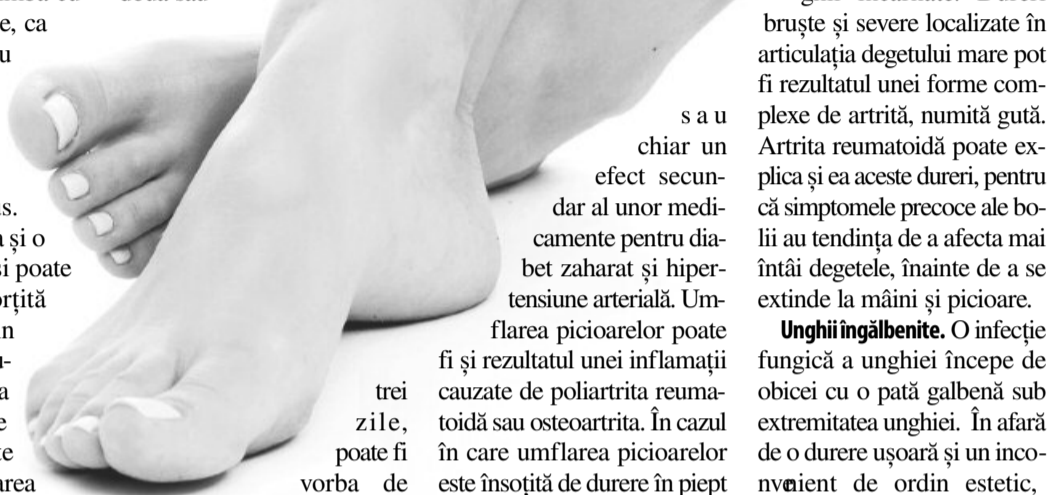 e, ca
u
s.
și o
și poate
orțită
trei
zile,
poate fi
vorba de
sau
chiar un
efect secun-
dar al unor medi-
camente pentru dia-
bet zaharat și hiper-
tensiune arterială. Um-
flarea picioarelor poate
fi și rezultatul unei inflamații
cauzate de poliartrita reuma-
toidă sau osteoartrita. În cazul
în care umflarea picioarelor
este însoțită de durere în piept
bruște și severe localizate în
articulația degetului mare pot
fi rezultatul unei forme com-
plexe de artrită, numită gută.
Artrita reumatoidă poate ex-
plica și ea aceste dureri, pentru
că simptomele precoce ale bo-
lii au tendința de a afecta mai
întâi degetele, înainte de a se
extinde la mâini și picioare.
Unghii îngălbenite. O infecție
fungică a unghiei începe de
obicei cu o pată galbenă sub
extremitatea unghiei. În afară
de o durere ușoară și un inco-
nvenient de ordin estetic,